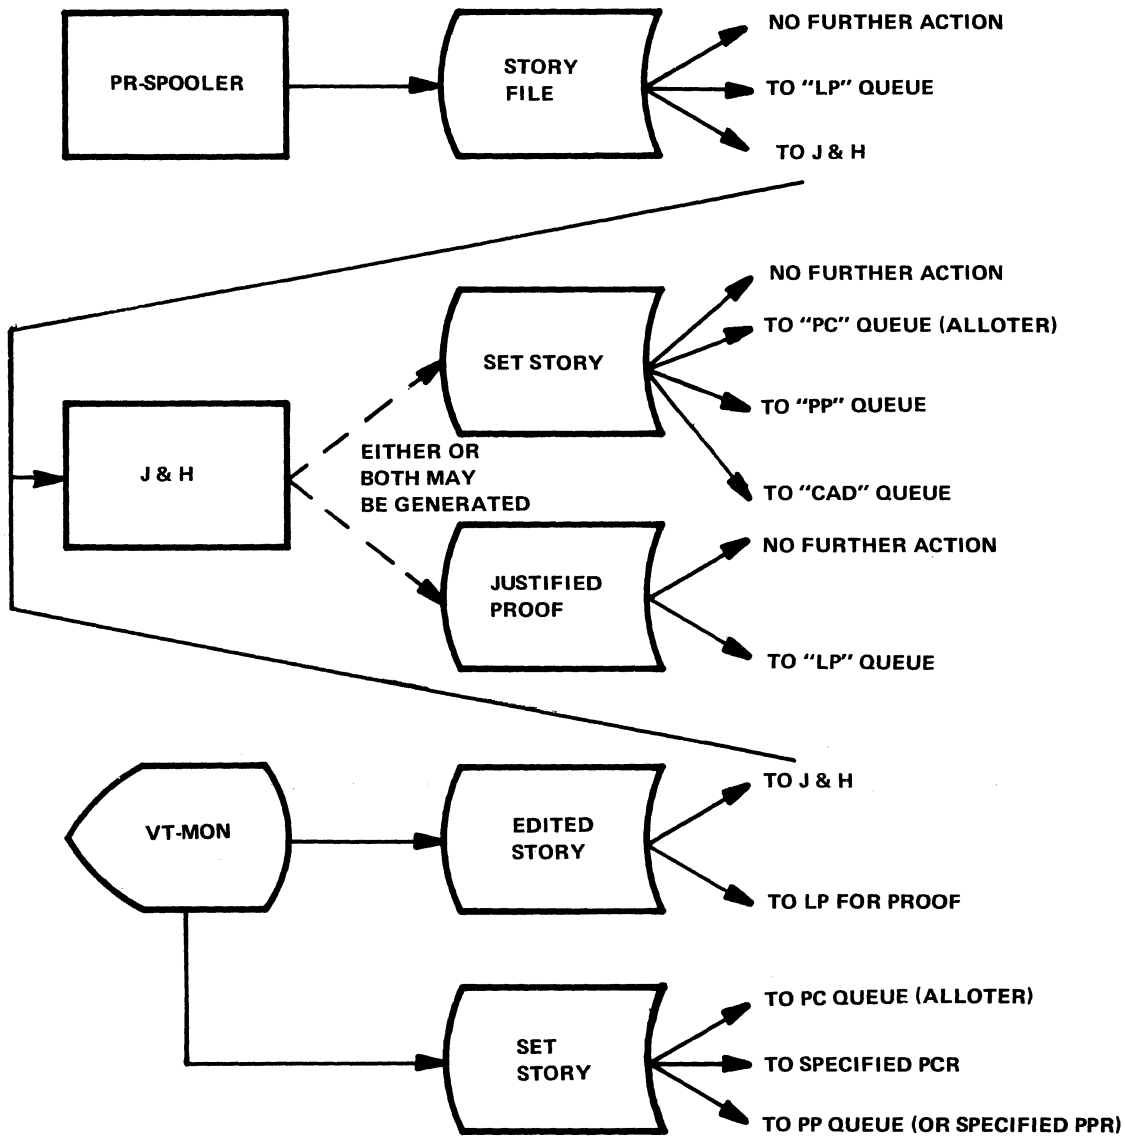 PR-SPOOLER
STORY
FILE
NO FURTHER ACTION
TO "LP" QUEUE
TO J & H
J & H
EITHER OR
BOTH MAY
BE GENERATED
SET STORY
NO FURTHER ACTION
TO "PC" QUEUE (ALLOTER)
TO "PP" QUEUE
TO "CAD" QUEUE
JUSTIFIED
PROOF
NO FURTHER ACTION
TO "LP" QUEUE
VT-MON
EDITED
STORY
TO J & H
TO LP FOR PROOF
SET
STORY
TO PC QUEUE (ALLOTER)
TO SPECIFIED PCR
TO PP QUEUE (OR SPECIFIED PPR)